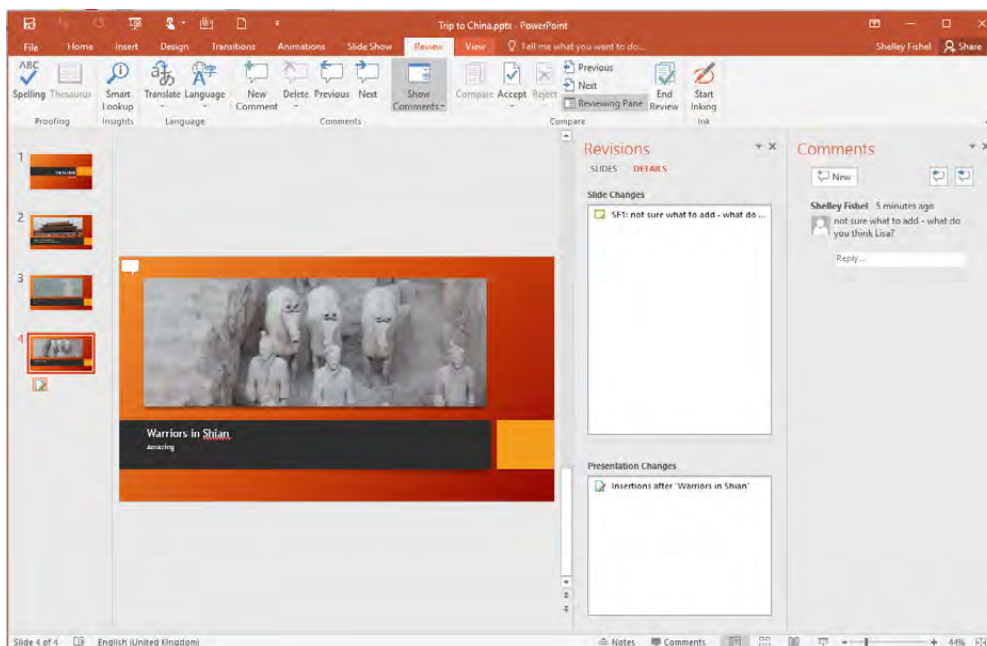 Trip to China.pptx - PowerPoint
File Home Insert Design Transitions Animations Slide Show Review View Tell me what you want to do... Shelley Fishel Share
ABC
Spelling Thesaurus Smart Lookup Translate Language New Comment Delete Previous Next Show Comments Compare Accept Reject Previous
Next
Reviewing Pane
End Review Start Inking
Proofing Insights Language Comments Compare Ink
1
2
3
4
Warriors in Shian
Amazing
Revisions
SLIDES DETAILS
Slide Changes
SF1: not sure what to add - what do ...
Presentation Changes
Insertions after "Warriors in Shian"
Comments
New
Shelley Fishel 5 minutes ago
not sure what to add - what do
you think Lisa?
Reply...
Slide 4 of 4 English (United Kingdom) Notes Comments 44%